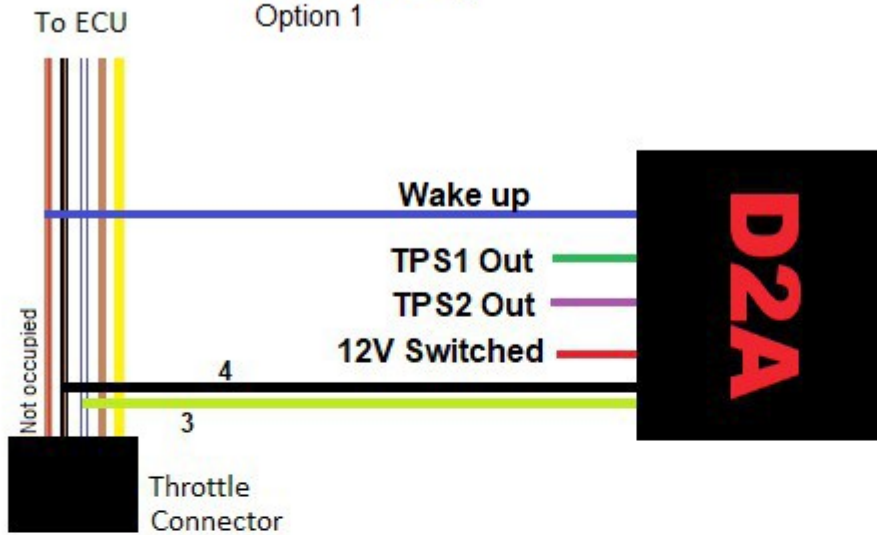 Option 1
To ECU
Wake up
TPS1 Out
TPS2 Out
12V Switched
4
3
Not occupied
Throttle
Connector
D2A